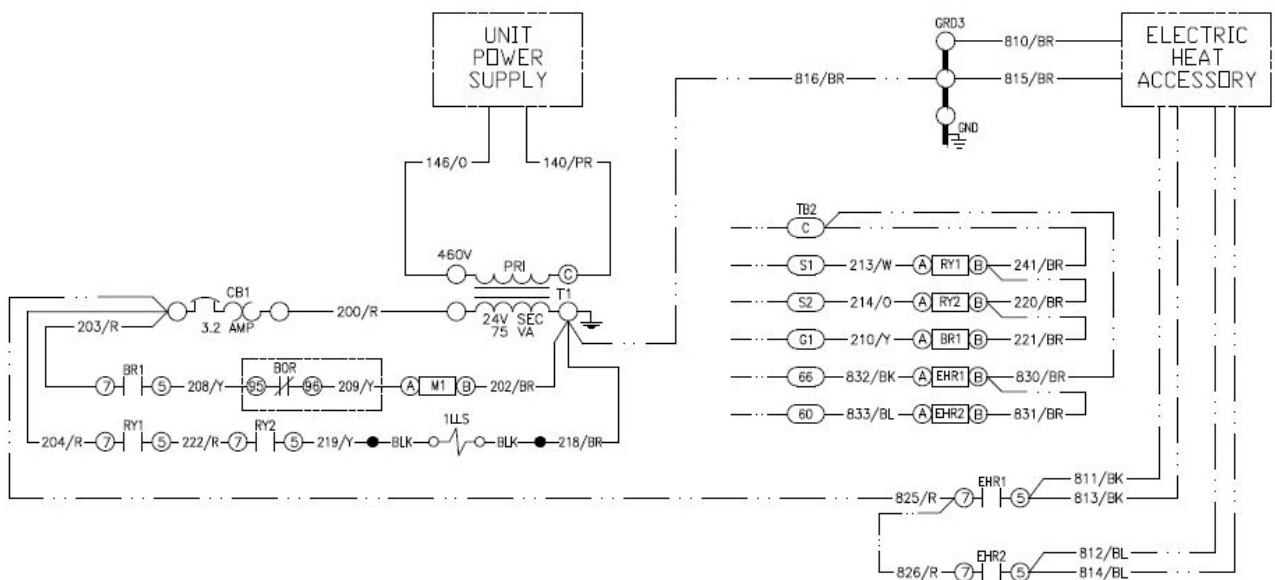 UNIT
POWER
SUPPLY
GRD3
810/BR
ELECTRIC
HEAT
ACCESSORY
816/BR
815/BR
GND
146/O
140/PR
460V
PRI
C
TB2
C
S1
213/W
A
RY1
B
241/BR
S2
214/O
A
RY2
B
220/BR
G1
210/Y
A
BR1
B
221/BR
66
832/BK
A
EHR1
B
830/BR
60
833/BL
A
EHR2
B
831/BR
CB1
3.2 AMP
200/R
T1
24V SEC
75 VA
203/R
7
BR1
5
208/Y
95
BOR
96
209/Y
A
M1
B
202/BR
204/R
7
RY1
5
222/R
7
RY2
5
219/Y
BLK
1LLS
BLK
218/BR
825/R
7
EHR1
5
811/BK
813/BK
826/R
7
EHR2
5
812/BL
814/BL